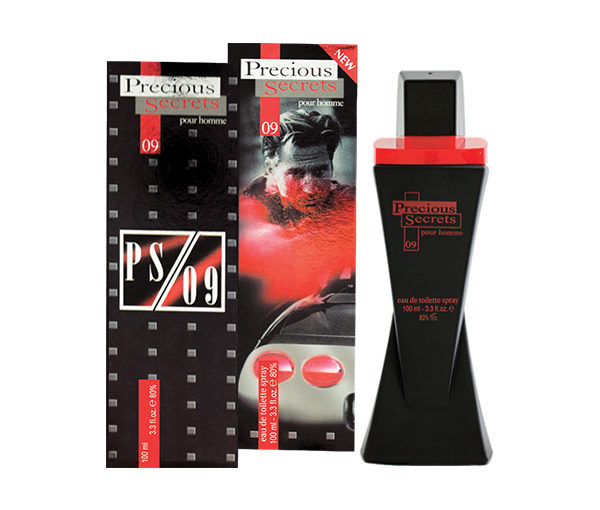 Precious
Secrets
pour homme
09
PS/09
100 ml 3.3 fl.oz. ℮ 80%
NEW
Precious
Secrets
pour homme
09
eau de toilette spray
100 ml - 3.3 fl.oz. ℮ 80%
Precious
Secrets
pour homme
09
eau de toilette spray
100 ml - 3.3 fl.oz. ℮
80%